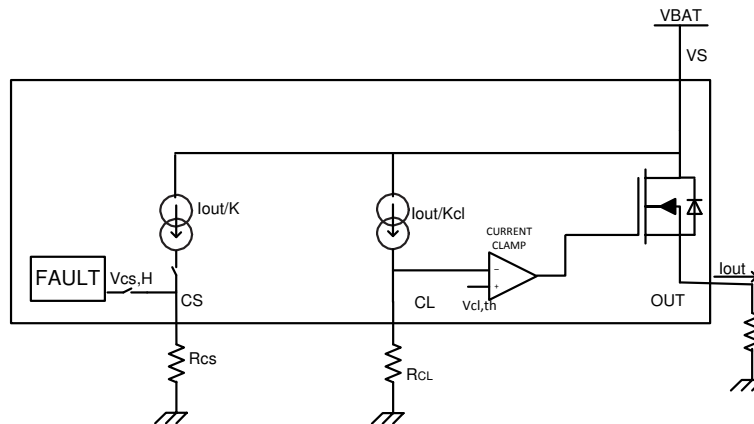 VBAT
VS
Iout/K
Iout/Kcl
CURRENT
CLAMP
FAULT
Vcs,H
CS
CL
−
+
Vcl,th
OUT
Iout
Rcs
RCL